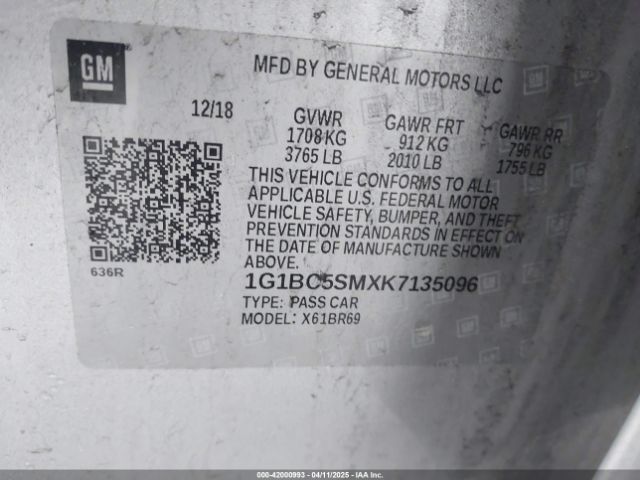 GM
MFD BY GENERAL MOTORS LLC
12/18
GVWR
1708 KG
3765 LB
GAWR FRT
912 KG
2010 LB
GAWR RR
796 KG
1755 LB
THIS VEHICLE CONFORMS TO ALL
APPLICABLE U.S. FEDERAL MOTOR
VEHICLE SAFETY, BUMPER, AND THEFT
PREVENTION STANDARDS IN EFFECT ON
THE DATE OF MANUFACTURE SHOWN
ABOVE.
636R
1G1BC5SMXK7135096
TYPE: PASS CAR
MODEL: X61BR69
000-42000993 - 04/11/2025 - IAAI.COM